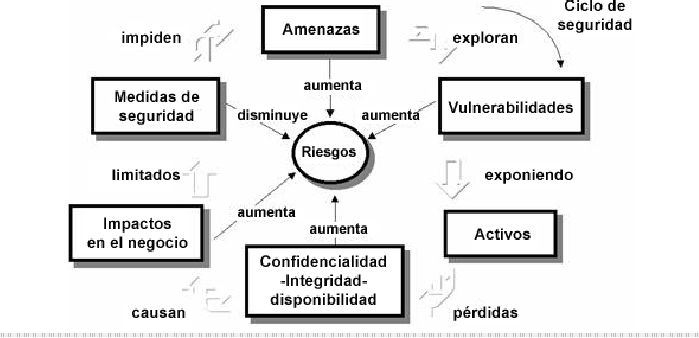 Ciclo de
seguridad
impiden
Amenazas
exploran
aumenta
Medidas de
seguridad
disminuye
aumenta
Vulnerabilidades
Riesgos
limitados
exponiendo
Impactos
en el negocio
aumenta
aumenta
Activos
Confidencialidad
-Integridad-
disponibilidad
causan
pérdidas